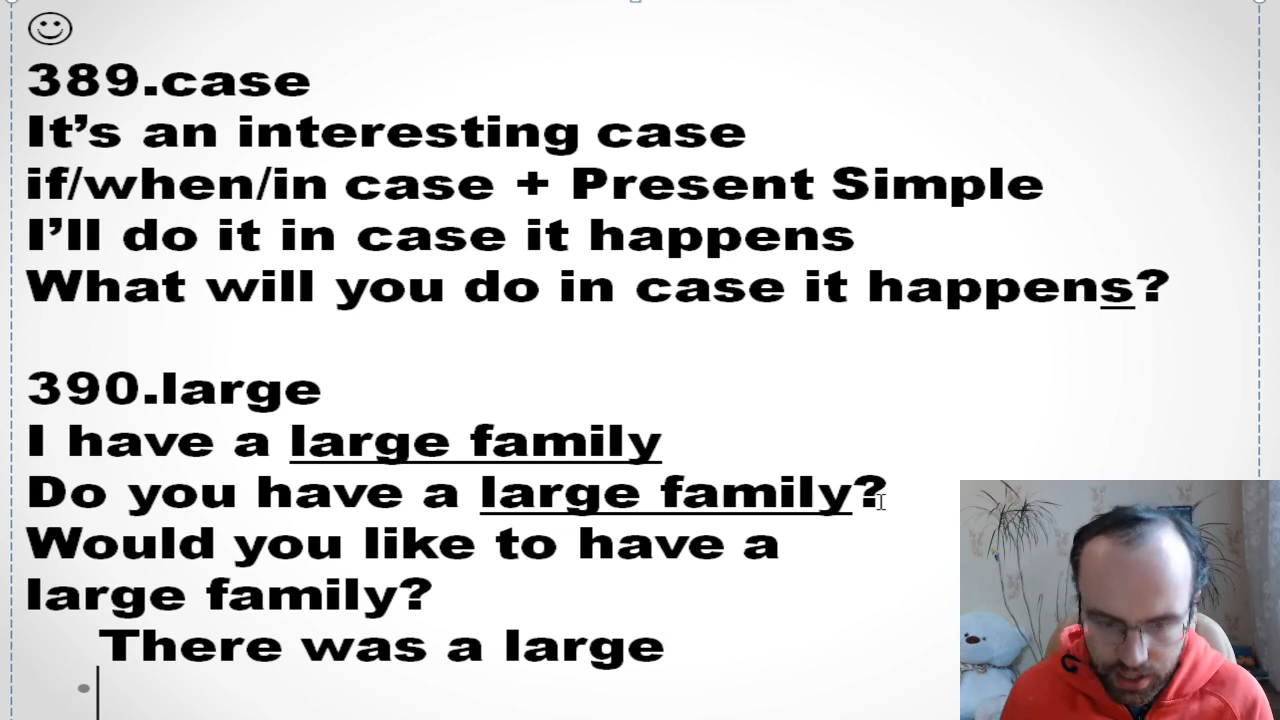 389.case
It's an interesting case
if/when/in case + Present Simple
I'll do it in case it happens
What will you do in case it happens?
390.large
I have a large family
Do you have a large family?
Would you like to have a
large family?
There was a large